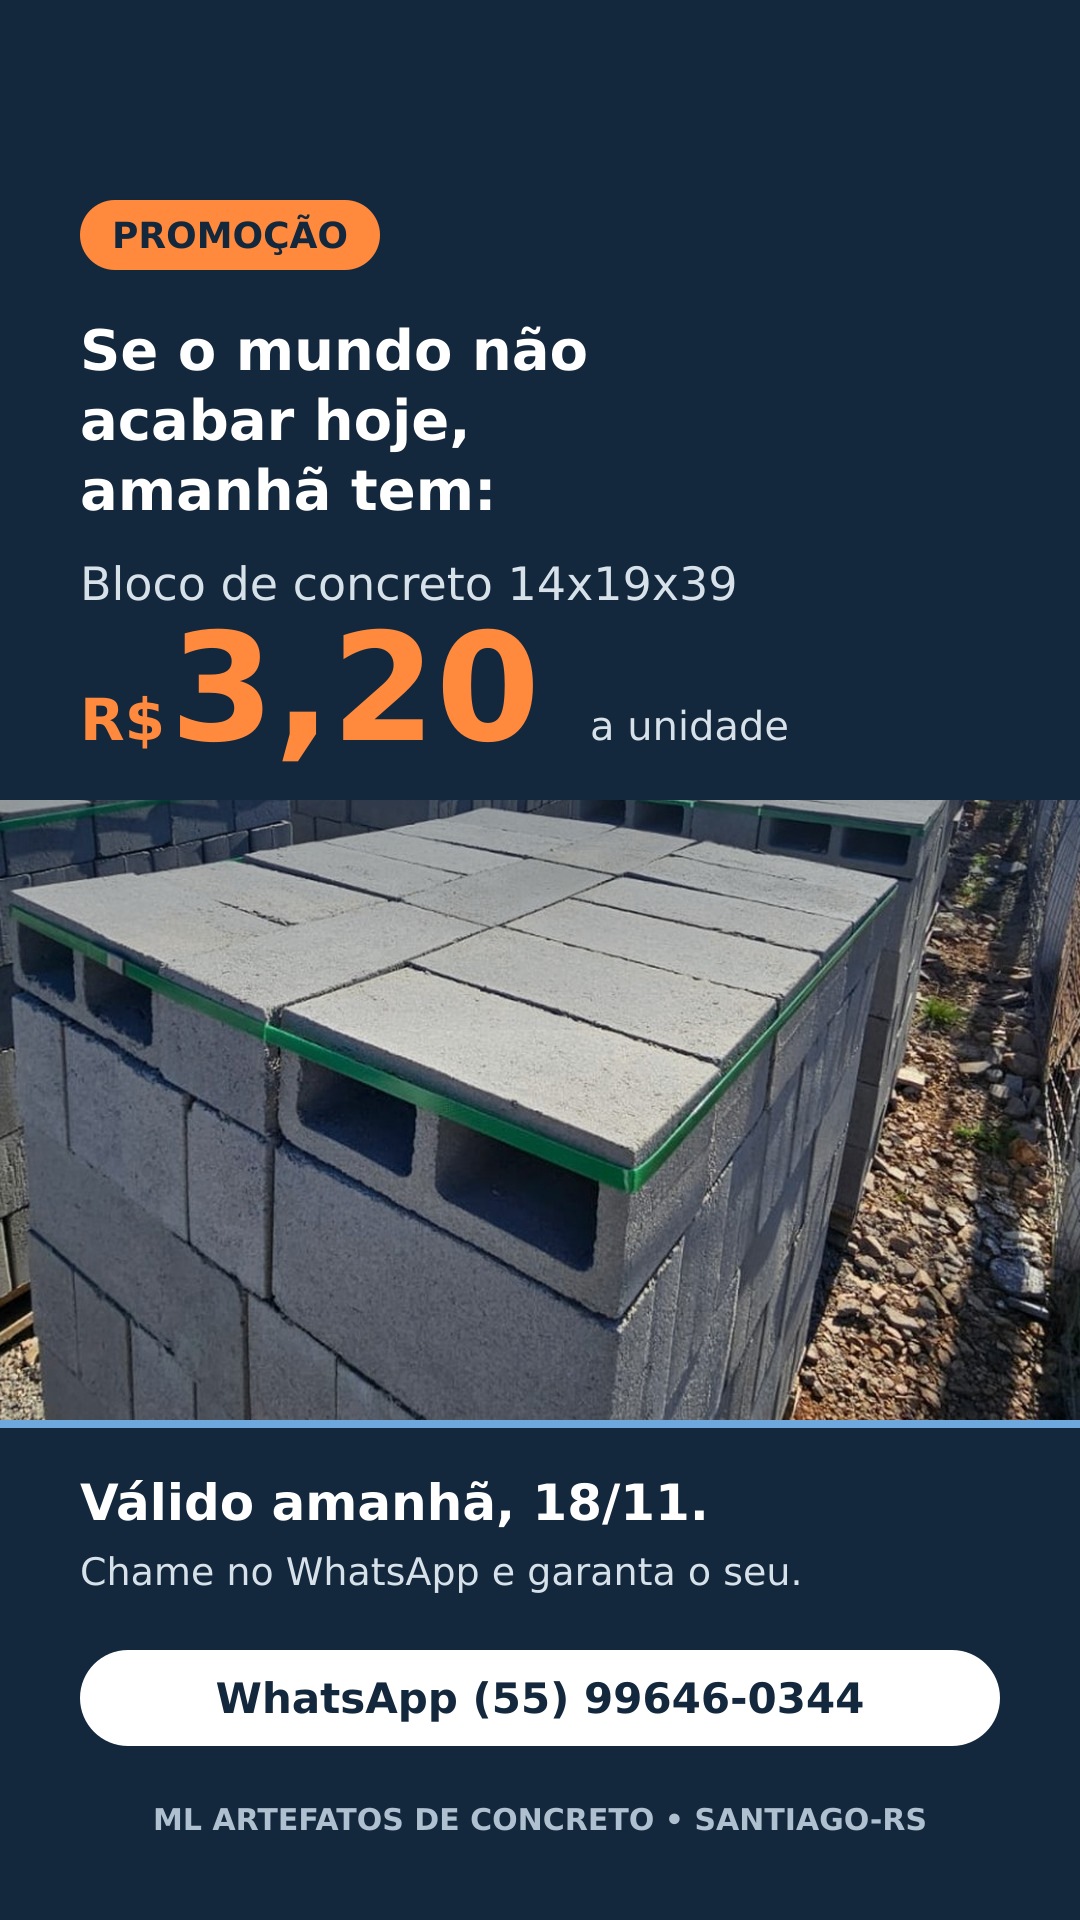 PROMOÇÃO
Se o mundo não
acabar hoje,
amanhã tem:
Bloco de concreto 14x19x39
R$ 3,20 a unidade
Válido amanhã, 18/11.
Chame no WhatsApp e garanta o seu.
WhatsApp (55) 99646-0344
ML ARTEFATOS DE CONCRETO • SANTIAGO-RS